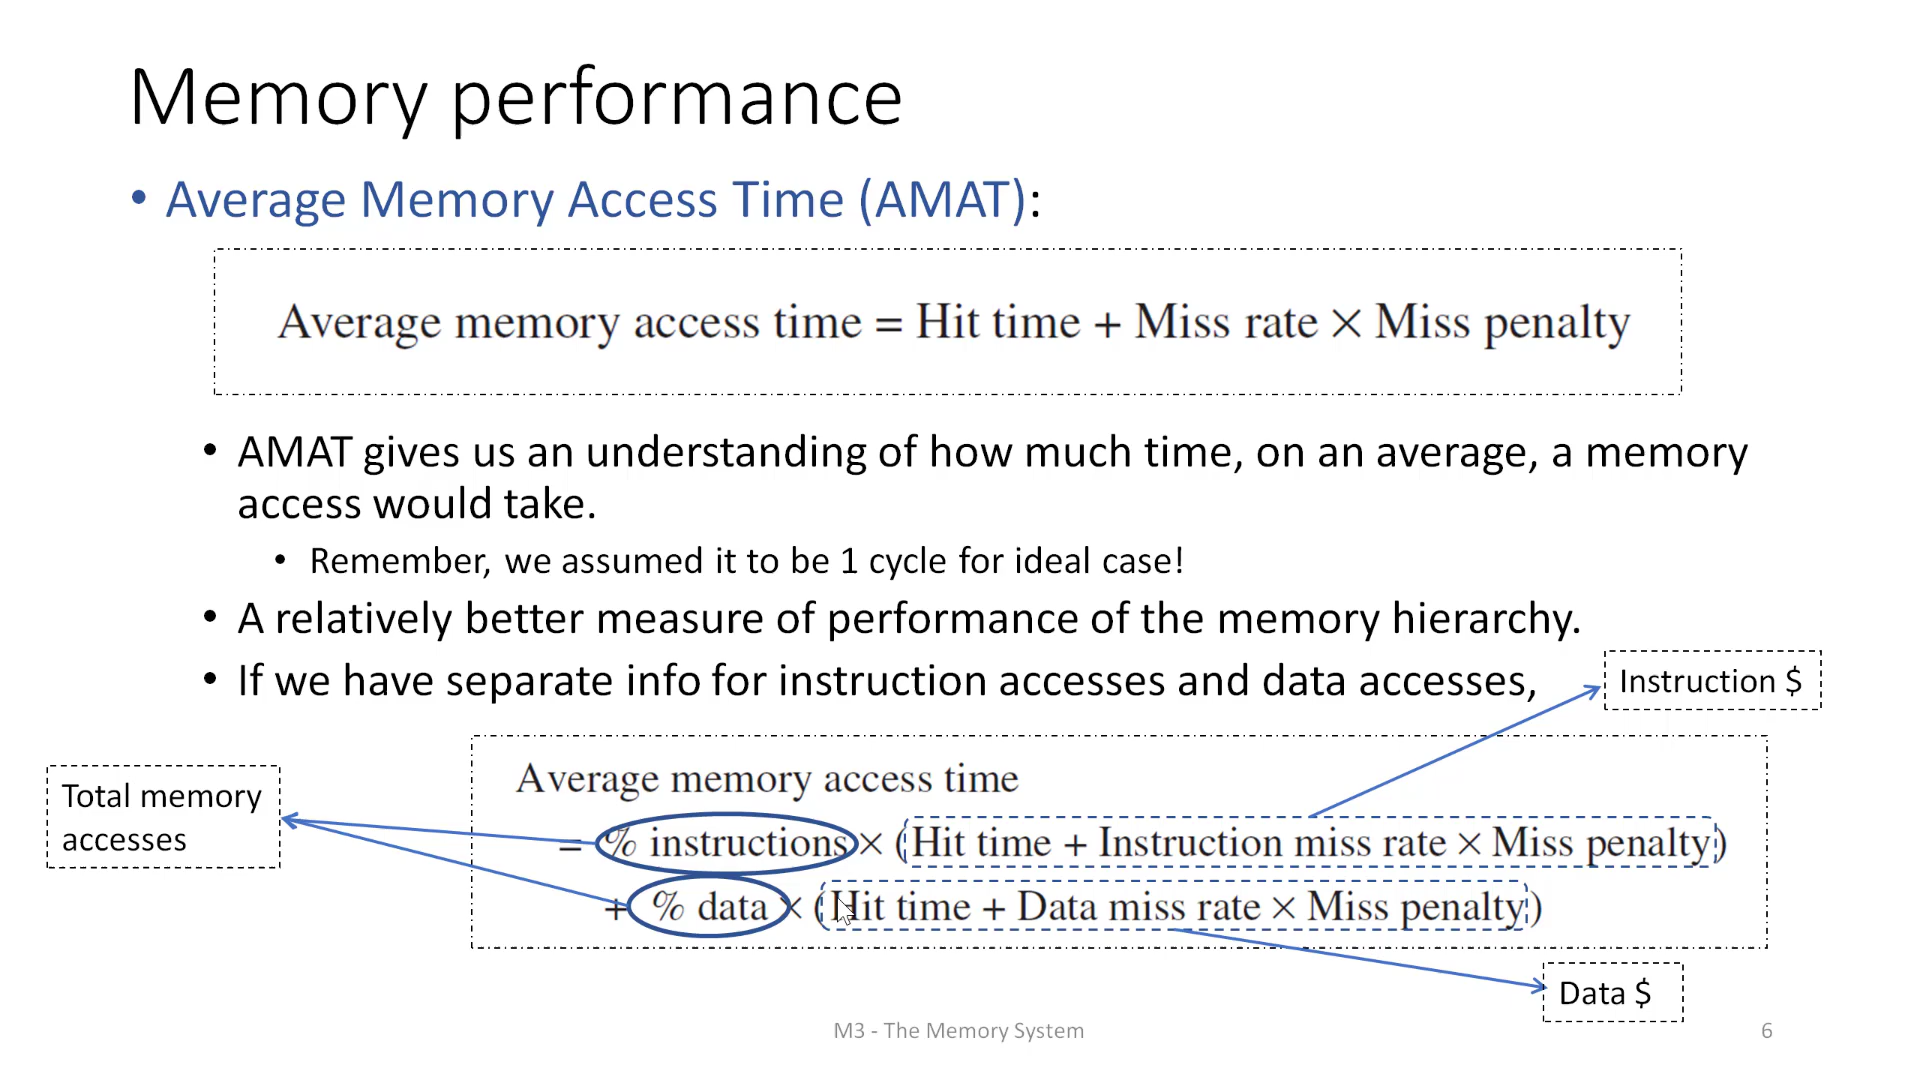 Memory performance
• Average Memory Access Time (AMAT):
Average memory access time = Hit time + Miss rate × Miss penalty
• AMAT gives us an understanding of how much time, on an average, a memory
access would take.
• Remember, we assumed it to be 1 cycle for ideal case!
• A relatively better measure of performance of the memory hierarchy.
• If we have separate info for instruction accesses and data accesses,
Instruction $
Total memory
accesses
Average memory access time
= % instructions × (Hit time + Instruction miss rate × Miss penalty)
+ % data × (Hit time + Data miss rate × Miss penalty)
Data $
M3 - The Memory System
6